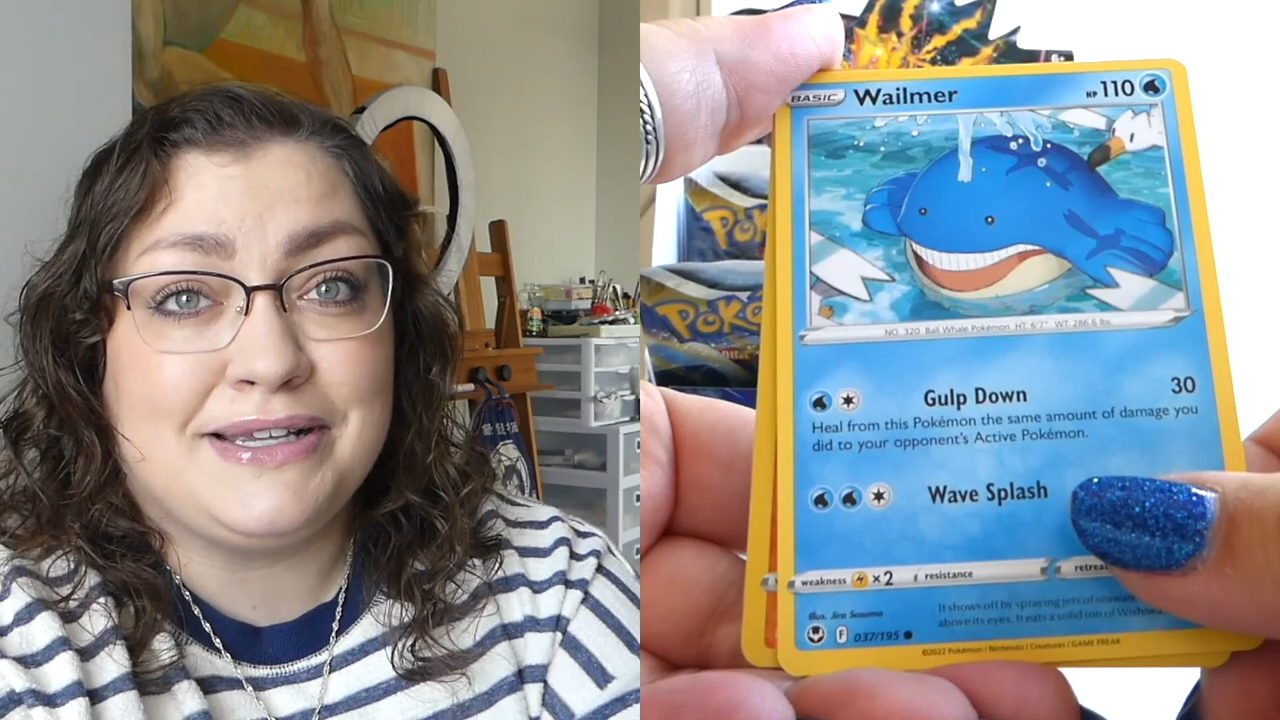 BASIC Wailmer HP 110
POKé
POKé
NO. 320 Ball Whale Pokémon HT: 6'7" WT: 286.6 lbs.
Gulp Down 30
Heal from this Pokémon the same amount of damage you
did to your opponent's Active Pokémon.
Wave Splash
weakness ×2 resistance retreat
Illus. Jiro Sasumo
It shows off by spraying jets of seawater
above its eyes. It eats a solid ton of Wishiwa
F 037/195
©2022 Pokémon / Nintendo / Creatures / GAME FREAK